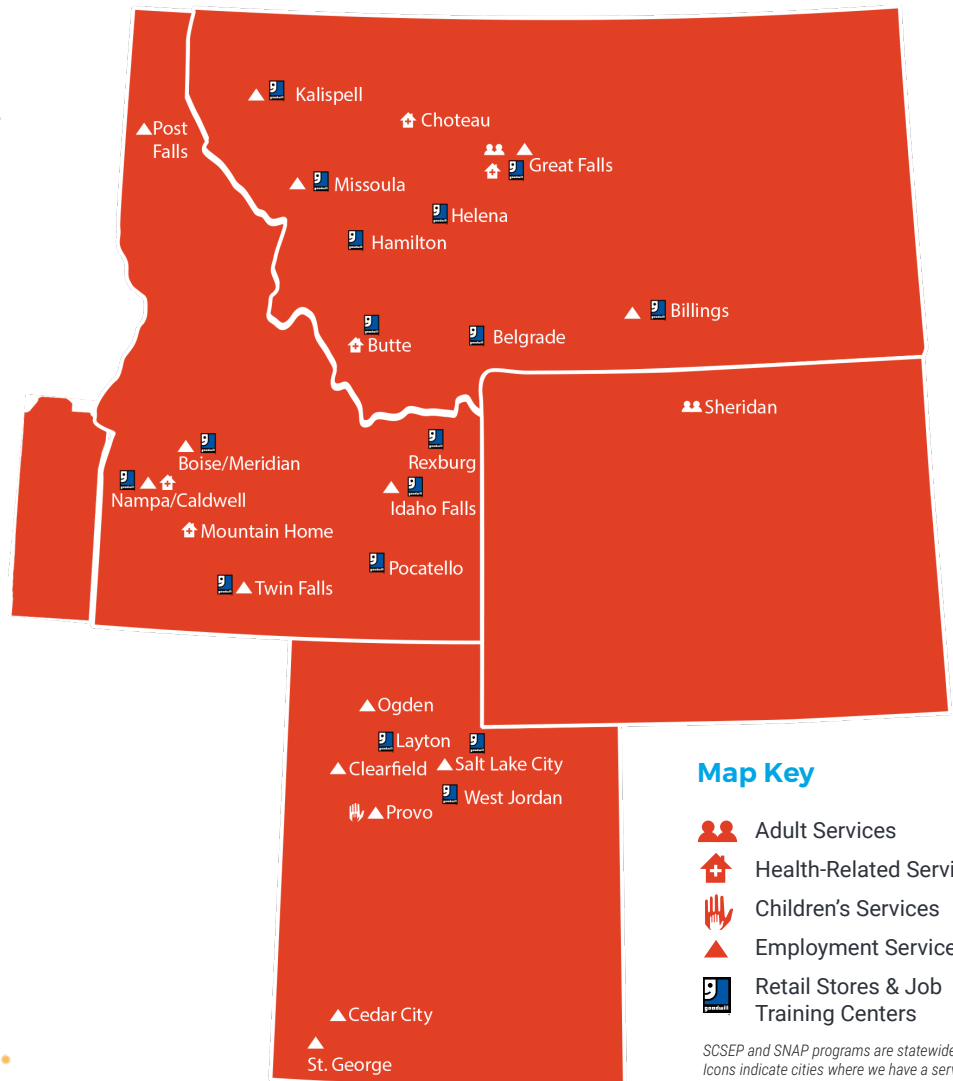 Kalispell
Choteau
Post
Falls
Great Falls
Missoula
Helena
Hamilton
Billings
Belgrade
Butte
Sheridan
Rexburg
Boise/Meridian
Nampa/Caldwell
Idaho Falls
Mountain Home
Pocatello
Twin Falls
Ogden
Layton
Clearfield
Salt Lake City
West Jordan
Provo
Cedar City
St. George
Map Key
Adult Services
Health-Related Servi
Children's Services
Employment Service
Retail Stores & Job
Training Centers
goodwill
SCSEP and SNAP programs are statewide
Icons indicate cities where we have a serv